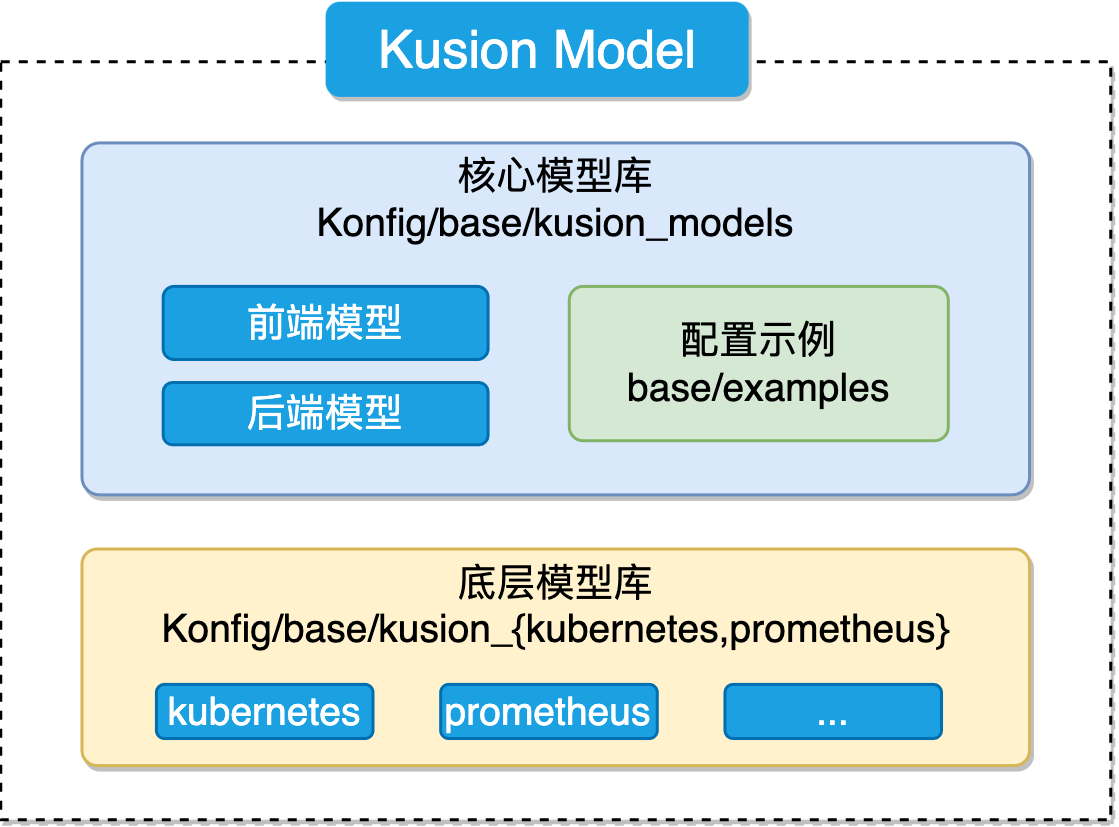 Kusion Model
核心模型库
Konfig/base/kusion_models
前端模型
后端模型
配置示例
base/examples
底层模型库
Konfig/base/kusion_{kubernetes,prometheus}
kubernetes
prometheus
...